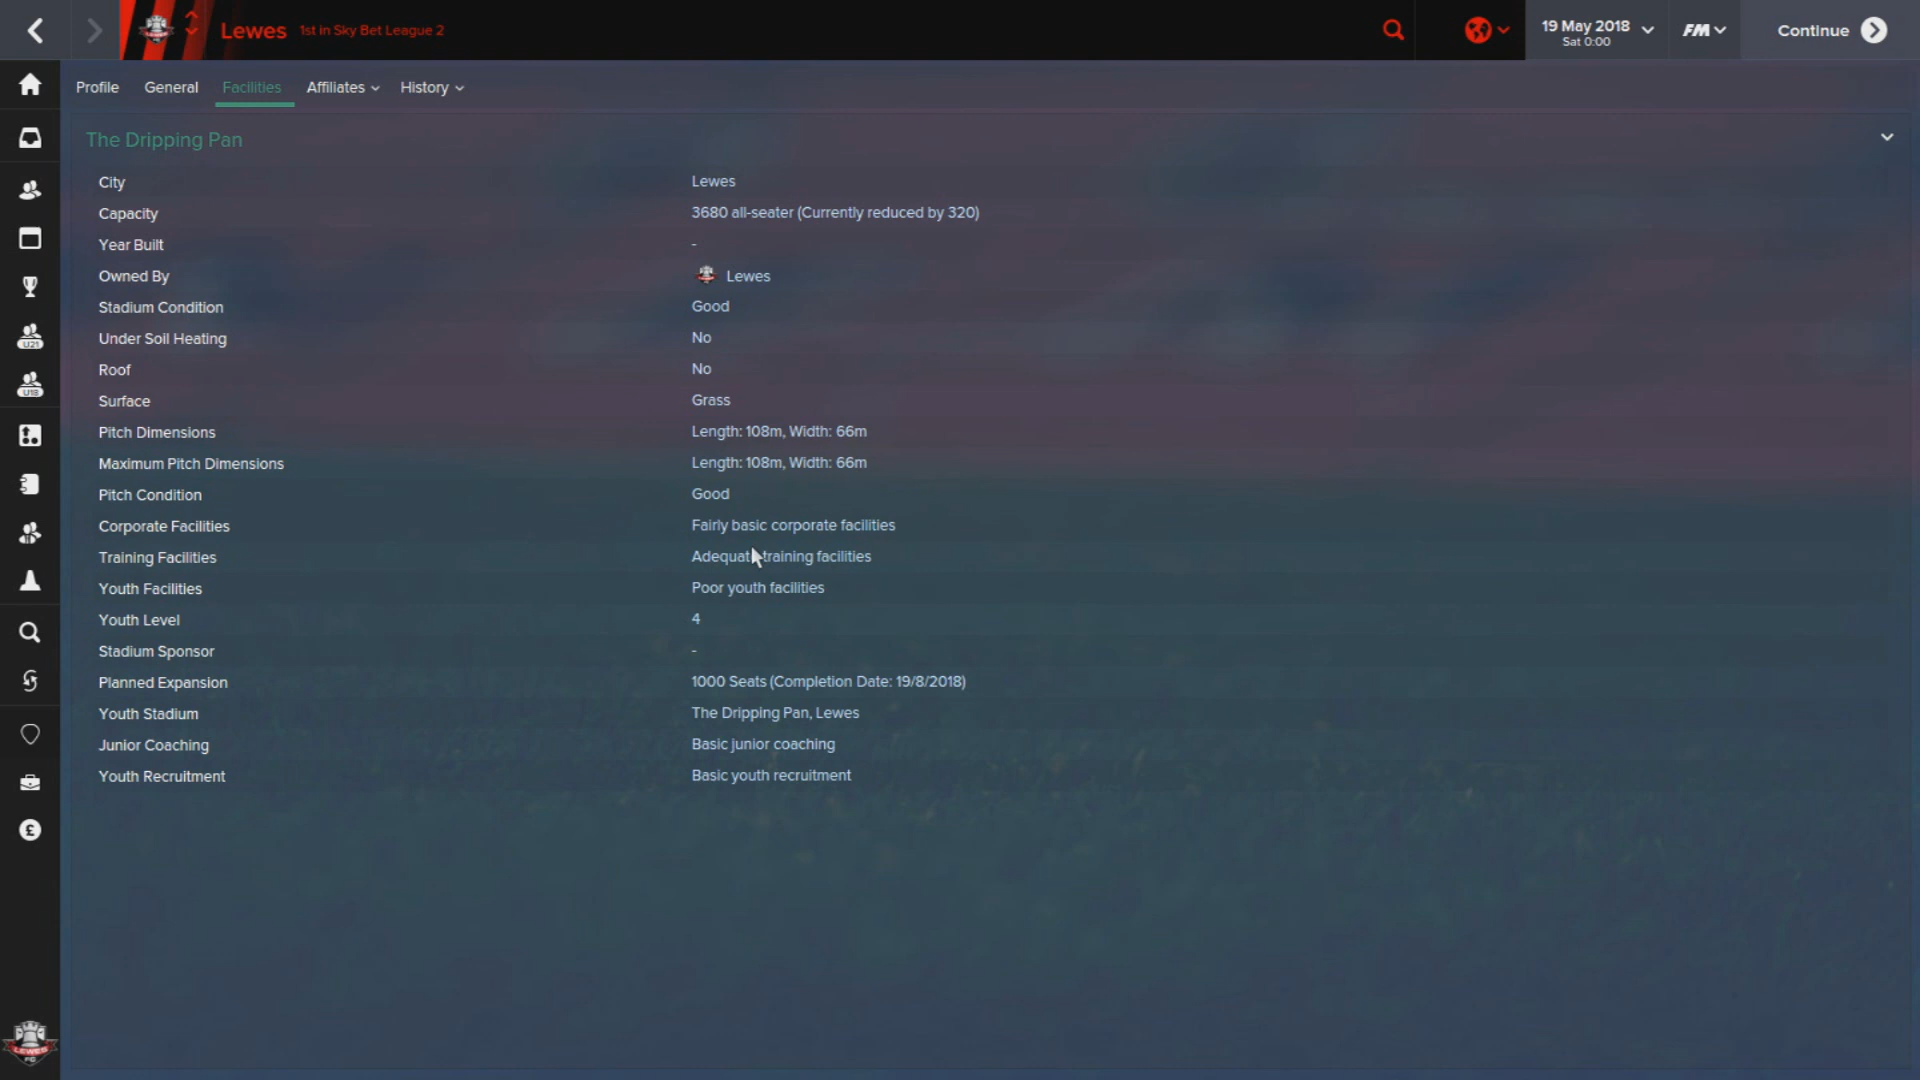 Lewes 1st in Sky Bet League 2
19 May 2018
Sat 0:00
FM
Continue
Profile General Facilities Affiliates History
The Dripping Pan
City Lewes
Capacity 3680 all-seater (Currently reduced by 320)
Year Built -
Owned By Lewes
Stadium Condition Good
Under Soil Heating No
Roof No
Surface Grass
Pitch Dimensions Length: 108m, Width: 66m
Maximum Pitch Dimensions Length: 108m, Width: 66m
Pitch Condition Good
Corporate Facilities Fairly basic corporate facilities
Training Facilities Adequat training facilities
Youth Facilities Poor youth facilities
Youth Level 4
Stadium Sponsor -
Planned Expansion 1000 Seats (Completion Date: 19/8/2018)
Youth Stadium The Dripping Pan, Lewes
Junior Coaching Basic junior coaching
Youth Recruitment Basic youth recruitment
U21
U18
£
LEWES
FC